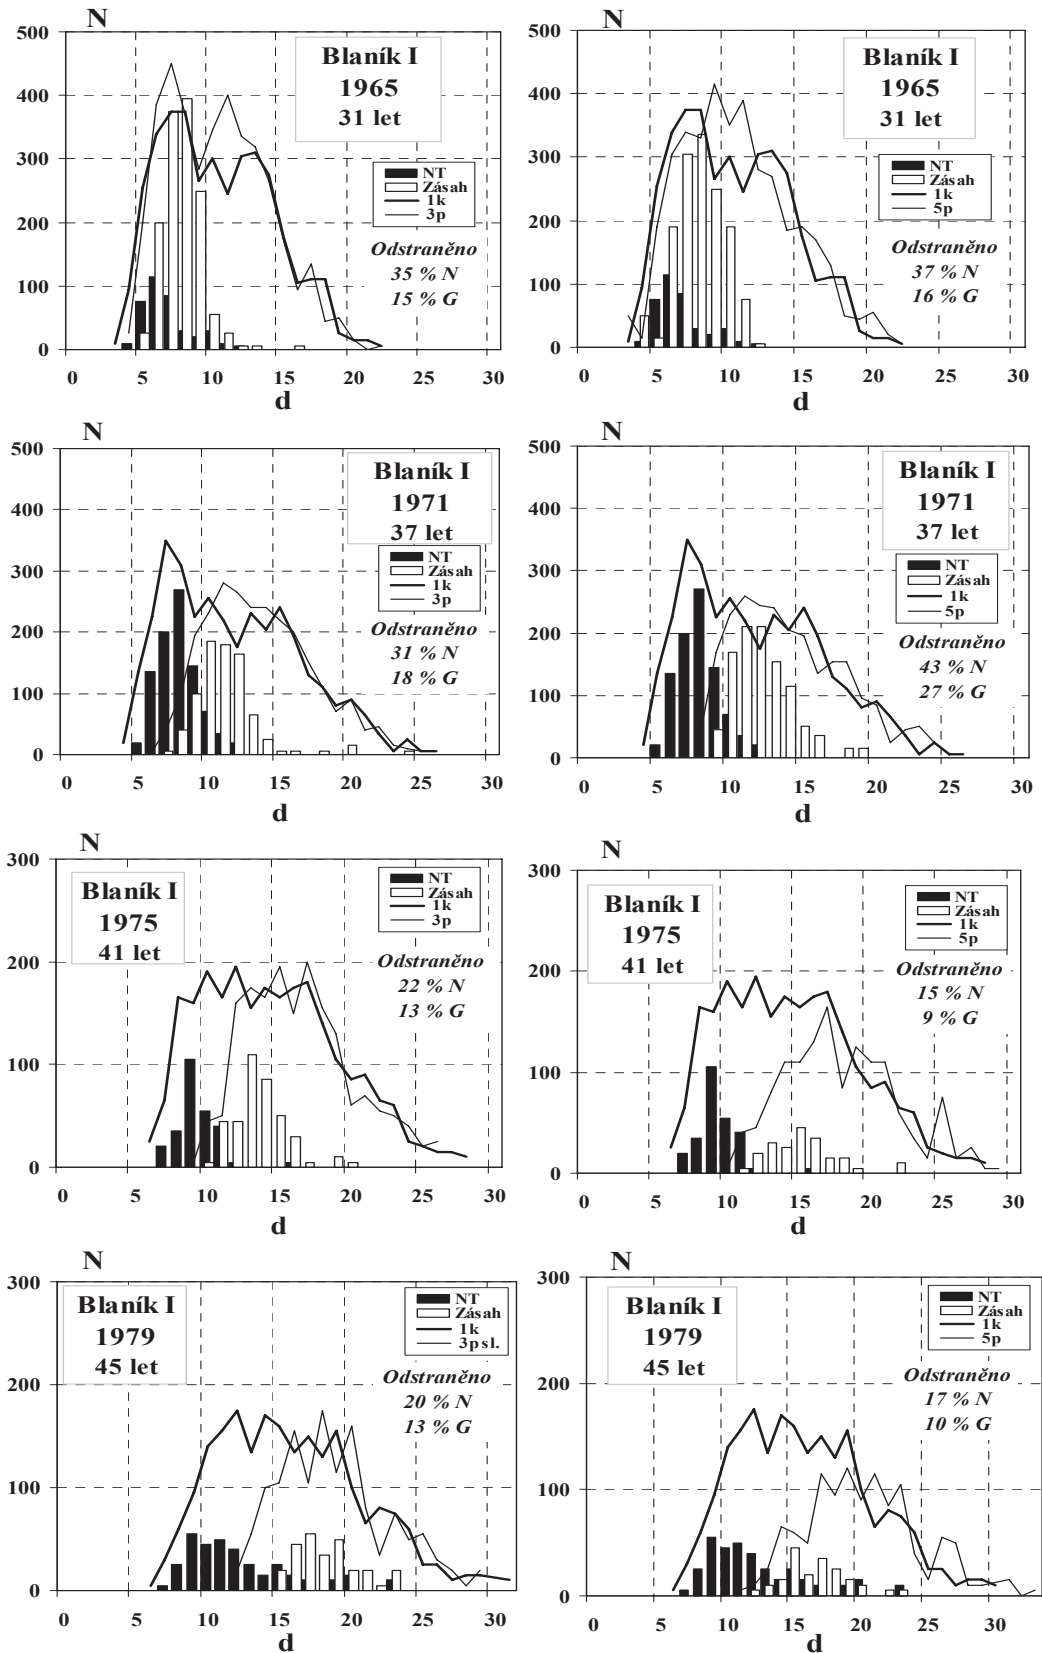 N
500
400
300
200
100
0
0 5 10 15 20 25 30
d
Blaník I
1965
31 let
NT
Zásah
1k
3p
Odstraněno
35 % N
15 % G
N
500
400
300
200
100
0
0 5 10 15 20 25 30
d
Blaník I
1965
31 let
NT
Zásah
1k
5p
Odstraněno
37 % N
16 % G
N
500
400
300
200
100
0
0 5 10 15 20 25 30
d
Blaník I
1971
37 let
NT
Zásah
1k
3p
Odstraněno
31 % N
18 % G
N
500
400
300
200
100
0
0 5 10 15 20 25 30
d
Blaník I
1971
37 let
NT
Zásah
1k
5p
Odstraněno
43 % N
27 % G
N
300
200
100
0
0 5 10 15 20 25 30
d
Blaník I
1975
41 let
NT
Zásah
1k
3p
Odstraněno
22 % N
13 % G
N
300
200
100
0
0 5 10 15 20 25 30
d
Blaník I
1975
41 let
NT
Zásah
1k
5p
Odstraněno
15 % N
9 % G
N
300
200
100
0
0 5 10 15 20 25 30
d
Blaník I
1979
45 let
NT
Zásah
1k
3p sl.
Odstraněno
20 % N
13 % G
N
300
200
100
0
0 5 10 15 20 25 30
d
Blaník I
1979
45 let
NT
Zásah
1k
5p
Odstraněno
17 % N
10 % G